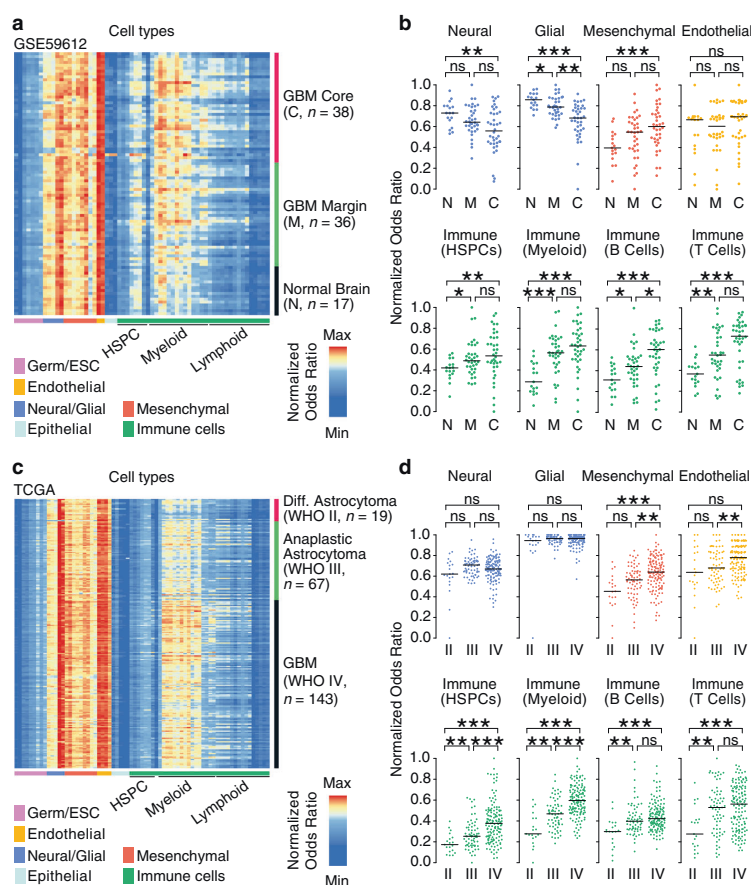 a
Cell types
GSE59612
GBM Core
(C, n = 38)
GBM Margin
(M, n = 36)
Normal Brain
(N, n = 17)
HSPC
Myeloid
Lymphoid
Germ/ESC
Endothelial
Neural/Glial
Mesenchymal
Epithelial
Immune cells
Normalized
Odds Ratio
Max
Min
b
Neural
Glial
Mesenchymal
Endothelial
** *** *** ns
ns ns * ** ns ns ns ns
1.0
0.8
0.6
0.4
0.2
0.0
N M C N M C N M C N M C
Normalized Odds Ratio
Immune
(HSPCs)
Immune
(Myeloid)
Immune
(B Cells)
Immune
(T Cells)
** *** *** ***
* ns *** ns * * ** ns
1.0
0.8
0.6
0.4
0.2
0
N M C N M C N M C N M C
c
Cell types
TCGA
Diff. Astrocytoma
(WHO II, n = 19)
Anaplastic
Astrocytoma
(WHO III,
n = 67)
GBM
(WHO IV,
n = 143)
HSPC
Myeloid
Lymphoid
Germ/ESC
Endothelial
Neural/Glial
Mesenchymal
Epithelial
Immune cells
Normalized
Odds Ratio
Max
Min
d
Neural
Glial
Mesenchymal
Endothelial
ns ns *** ns
ns ns ns ns ns ** ns **
1.0
0.8
0.6
0.4
0.2
0.0
II III IV II III IV II III IV II III IV
Normalized Odds Ratio
Immune
(HSPCs)
Immune
(Myeloid)
Immune
(B Cells)
Immune
(T Cells)
*** *** *** ***
** *** ** *** ** ns ** ns
1.0
0.8
0.6
0.4
0.2
0
II III IV II III IV II III IV II III IV